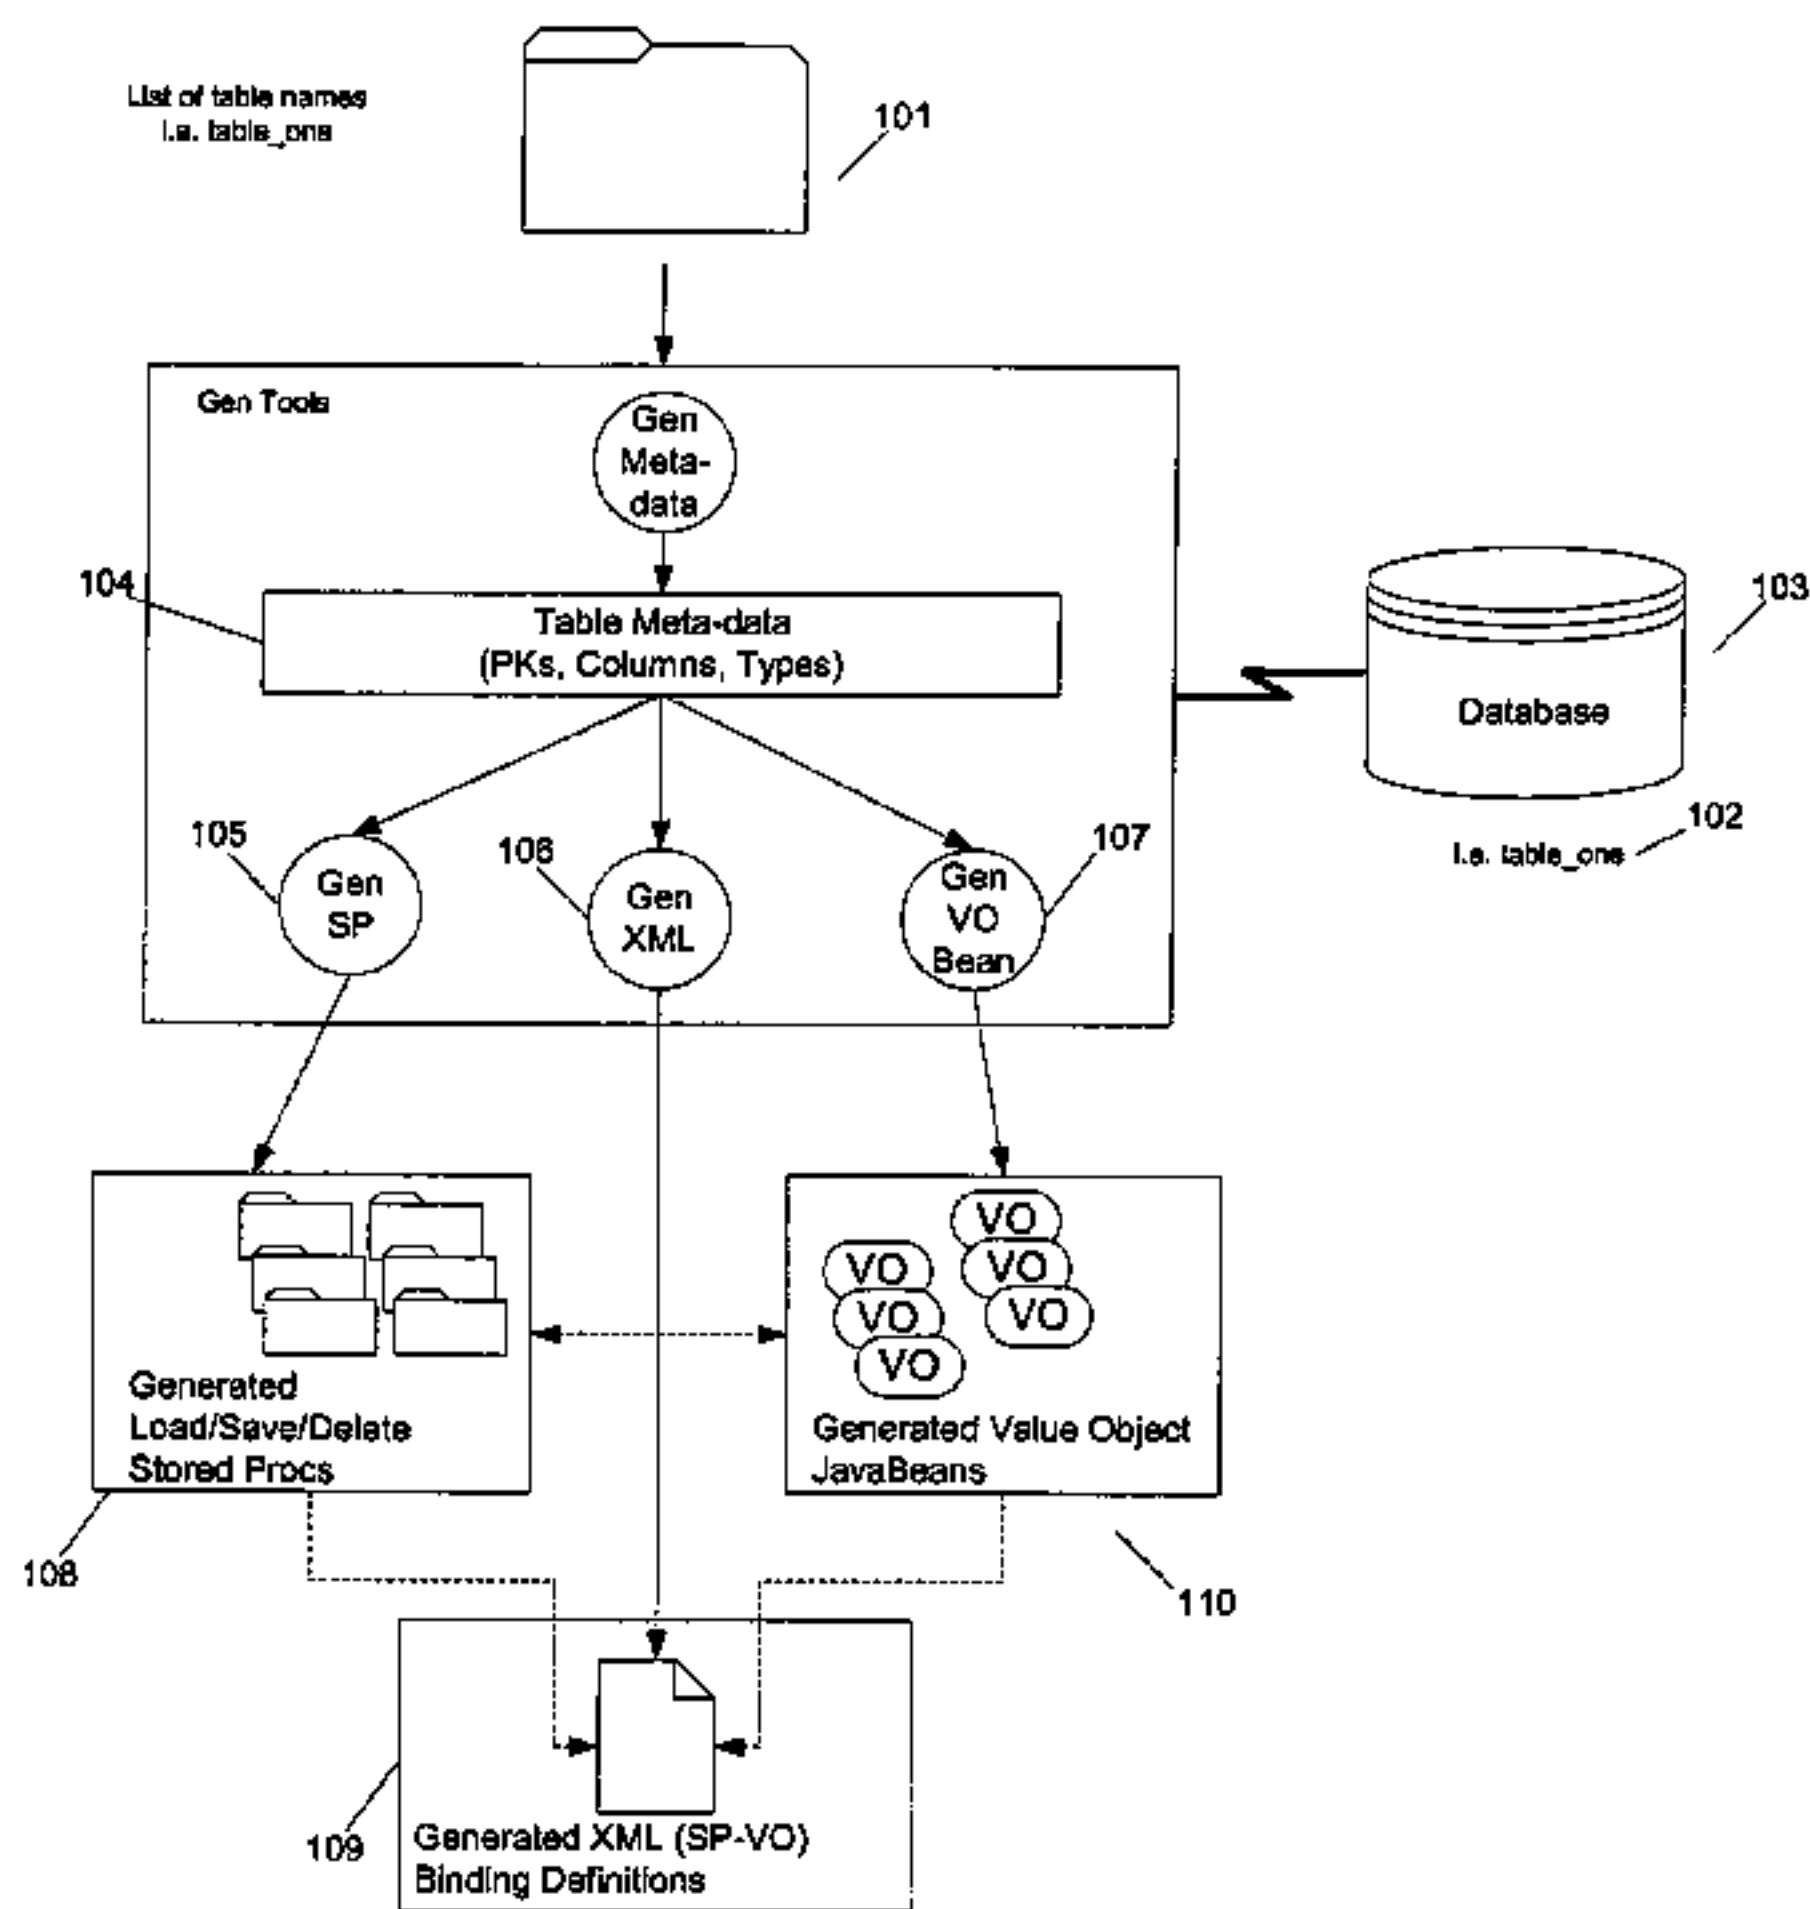 List of table names
i.e. table_one
101
Gen Tools
Gen
Meta-
data
104
Table Meta-data
(PKs, Columns, Types)
103
Database
102
i.e. table_one
105
Gen
SP
106
Gen
XML
107
Gen
VO
Bean
VO
VO
VO
VO
VO
VO
Generated
Load/Save/Delete
Stored Procs
Generated Value Object
JavaBeans
108
110
109
Generated XML (SP-VO)
Binding Definitions